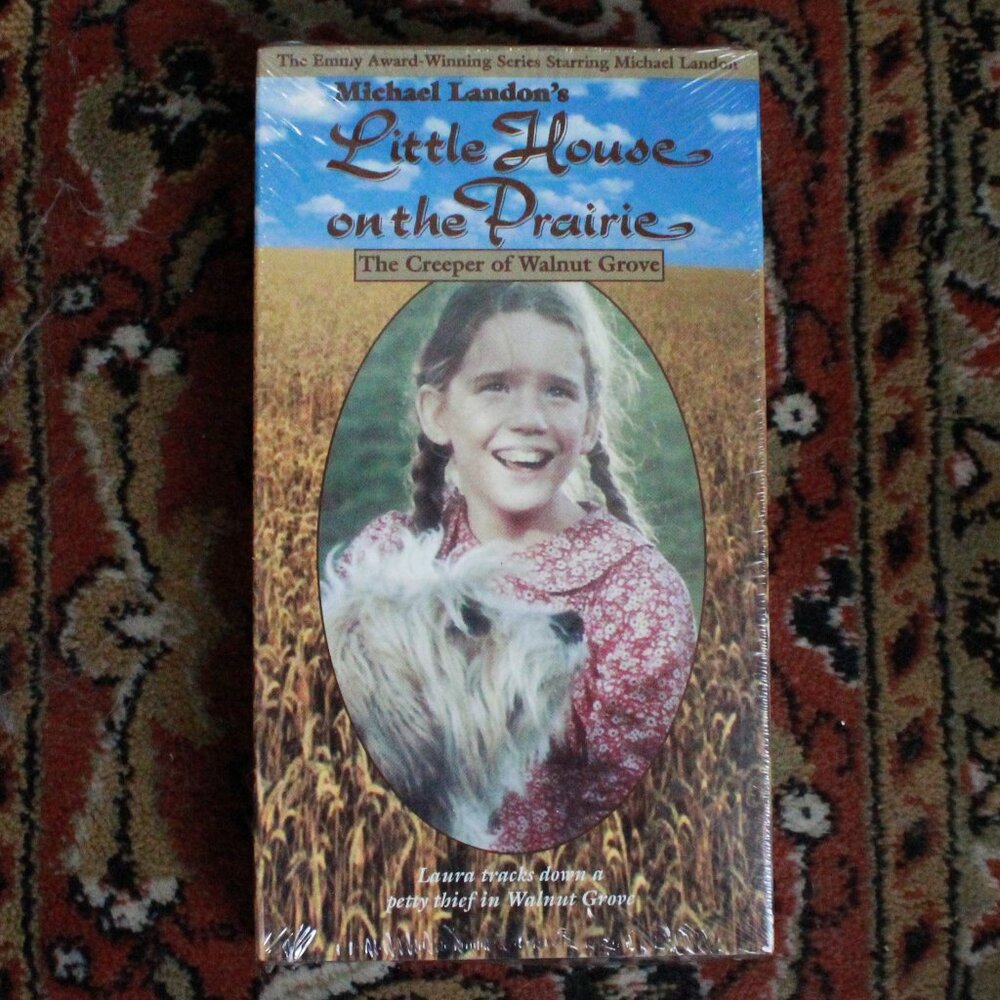 The Emmy Award-Winning Series Starring Michael Landon
Michael Landon's
Little House
on the Prairie
The Creeper of Walnut Grove
Laura tracks down a
petty thief in Walnut Grove